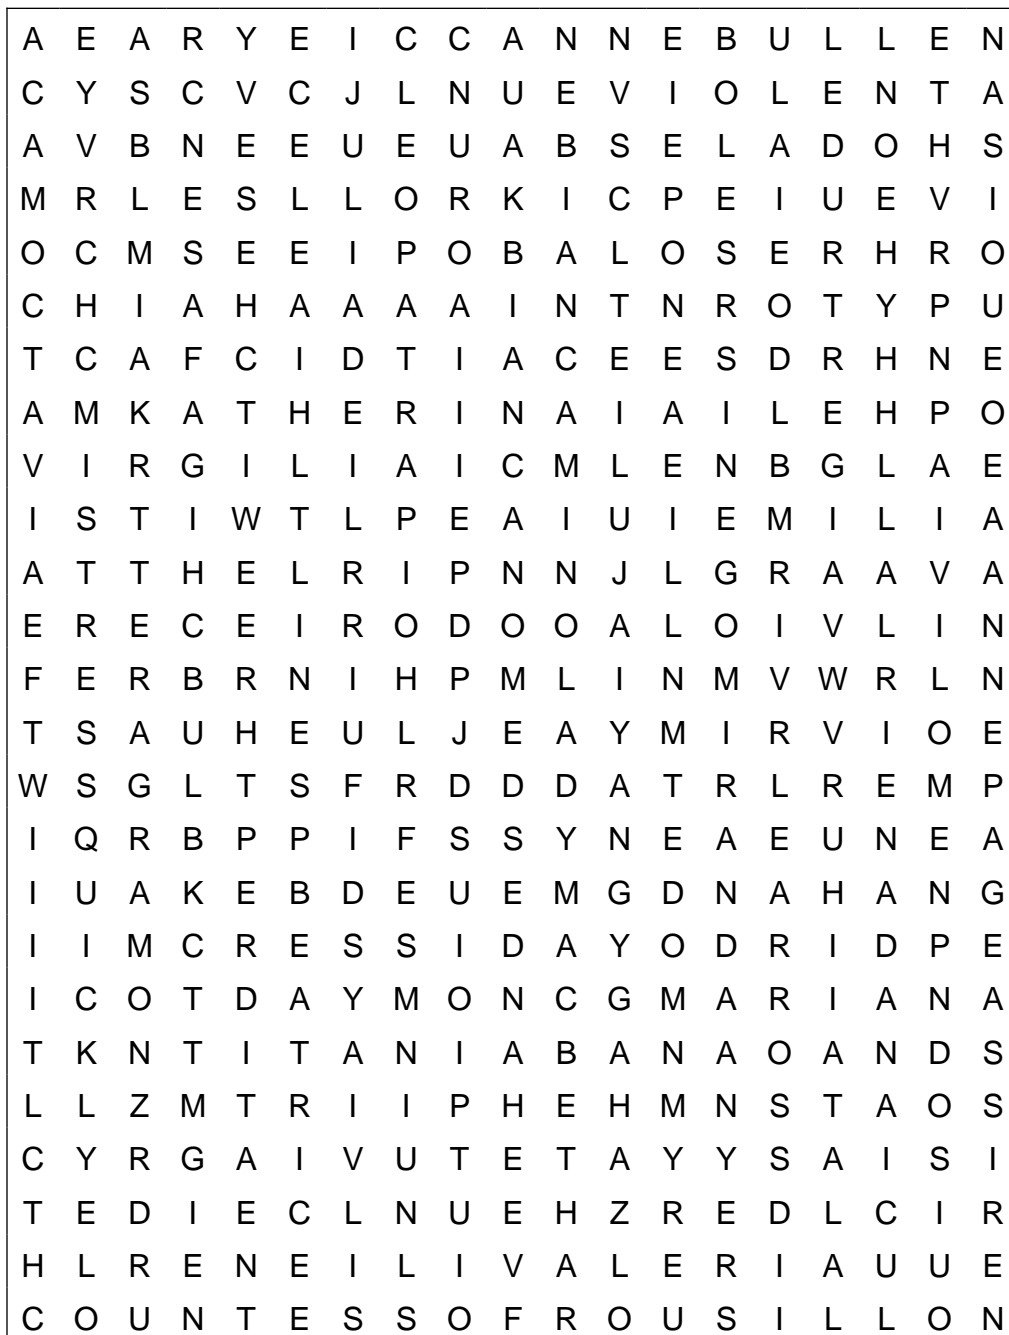 A E A R Y E I C C A N N E B U L L E N
C Y S C V C J L N U E V I O L E N T A
A V B N E E U E U A B S E L A D O H S
M R L E S L L O R K I C P E I U E V I
O C M S E E I P O B A L O S E R H R O
C H I A H A A A A I N T N R O T Y P U
T C A F C I D T I A C E E S D R H N E
A M K A T H E R I N A I A I L E H P O
V I R G I L I A I C M L E N B G L A E
I S T I W T L P E A I U I E M I L I A
A T T H E L R I P N N J L G R A A V A
E R E C E I R O D O O A L O I V L I N
F E R B R N I H P M L I N M V W R L N
T S A U H E U L J E A Y M I R V I O E
W S G L T S F R D D D A T R L R E M P
I Q R B P P I F S S Y N E A E U N E A
I U A K E B D E U E M G D N A H A N G
I I M C R E S S I D A Y O D R I D P E
I C O T D A Y M O N C G M A R I A N A
T K N T I T A N I A B A N A O A N D S
L L Z M T R I I P H E H M N S T A O S
C Y R G A I V U T E T A Y Y S A I S I
T E D I E C L N U E H Z R E D L C I R
H L R E N E I L I V A L E R I A U U E
C O U N T E S S O F R O U S I L L O N